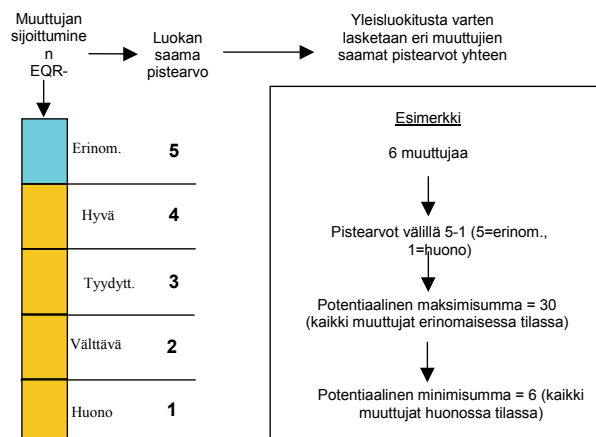 Muuttujan
sijoittumine
n
EQR-
Luokan
saama
pistearvo
Yleisluokitusta varten
lasketaan eri muuttujien
saamat pistearvot yhteen
Erinom. 5
Hyvä 4
Tyydytt. 3
Välttävä 2
Huono 1
Esimerkki
6 muuttujaa
Pistearvot välillä 5-1 (5=erinom.,
1=huono)
Potentiaalinen maksimisumma = 30
(kaikki muuttujat erinomaisessa tilassa)
Potentiaalinen minimisumma = 6 (kaikki
muuttujat huonossa tilassa)